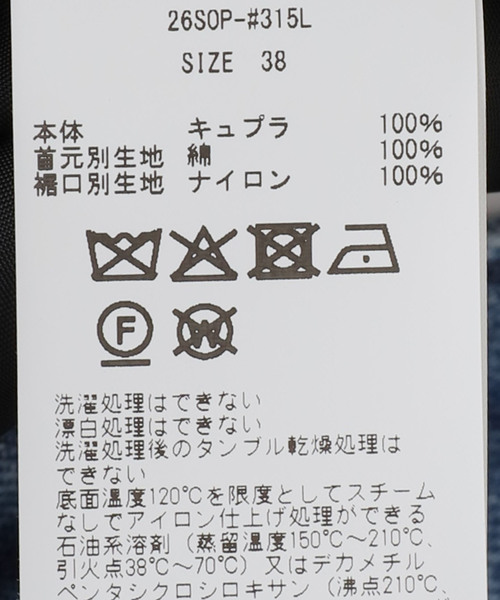 26SOP-#315L
SIZE 38
本体 キュプラ 100%
首元別生地 綿 100%
裾口別生地 ナイロン 100%
F
W
洗濯処理はできない
漂白処理はできない
洗濯処理後のタンブル乾燥処理は
できない
底面温度120℃を限度としてスチーム
なしでアイロン仕上げ処理ができる
石油系溶剤(蒸留温度150℃~210℃、
引火点38℃~70℃)又はデカメチル
ペンタシクロシロキサン(沸点210℃、